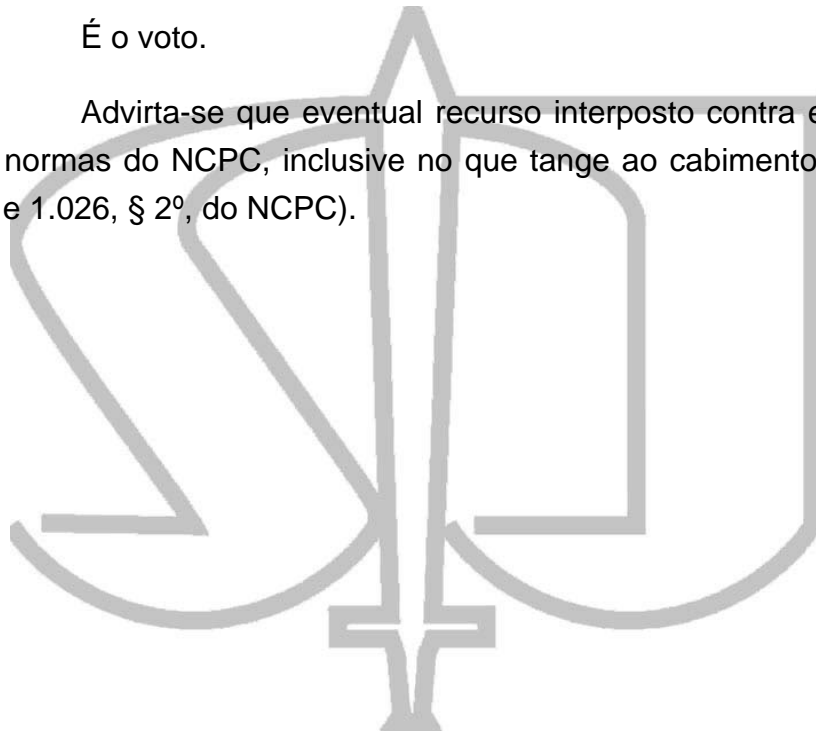 É o voto.
Advirta-se que eventual recurso interposto contra
normas do NCPC, inclusive no que tange ao cabimento
e 1.026, § 2º, do NCPC).